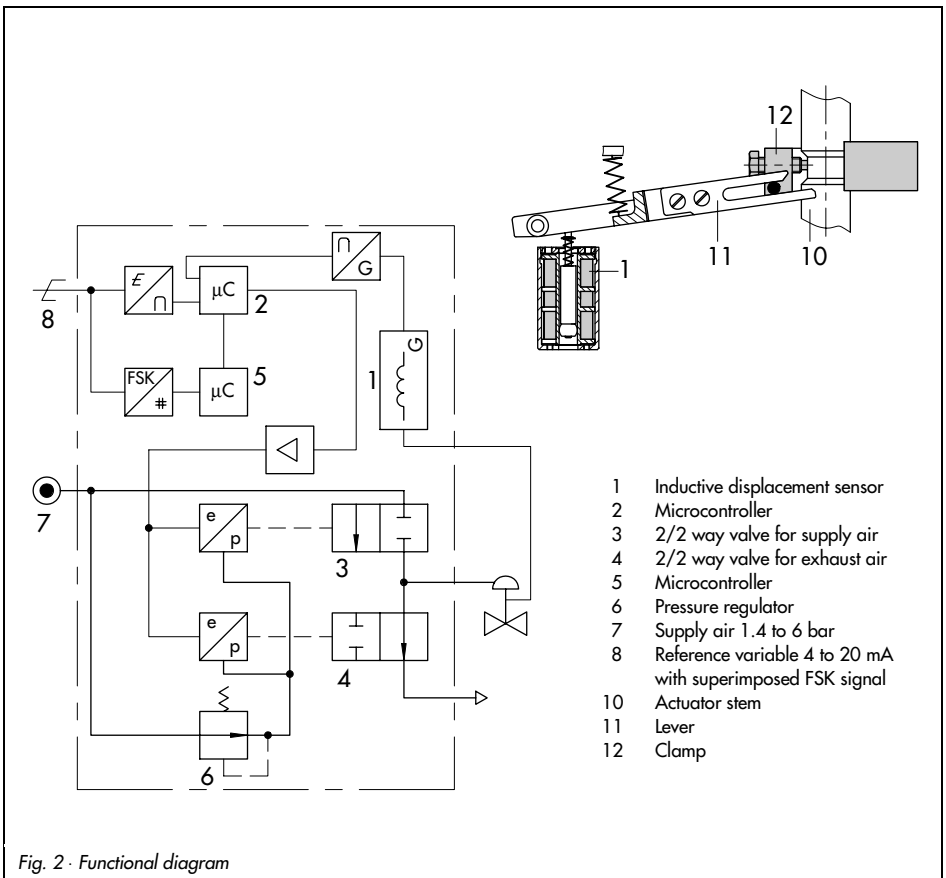 12
1
11
10
∩
G
8
E
∩
µC
2
G
1
FSK
#
µC
5
7
e
p
3
e
p
4
6
1 Inductive displacement sensor
2 Microcontroller
3 2/2 way valve for supply air
4 2/2 way valve for exhaust air
5 Microcontroller
6 Pressure regulator
7 Supply air 1.4 to 6 bar
8 Reference variable 4 to 20 mA
with superimposed FSK signal
10 Actuator stem
11 Lever
12 Clamp
Fig. 2 · Functional diagram